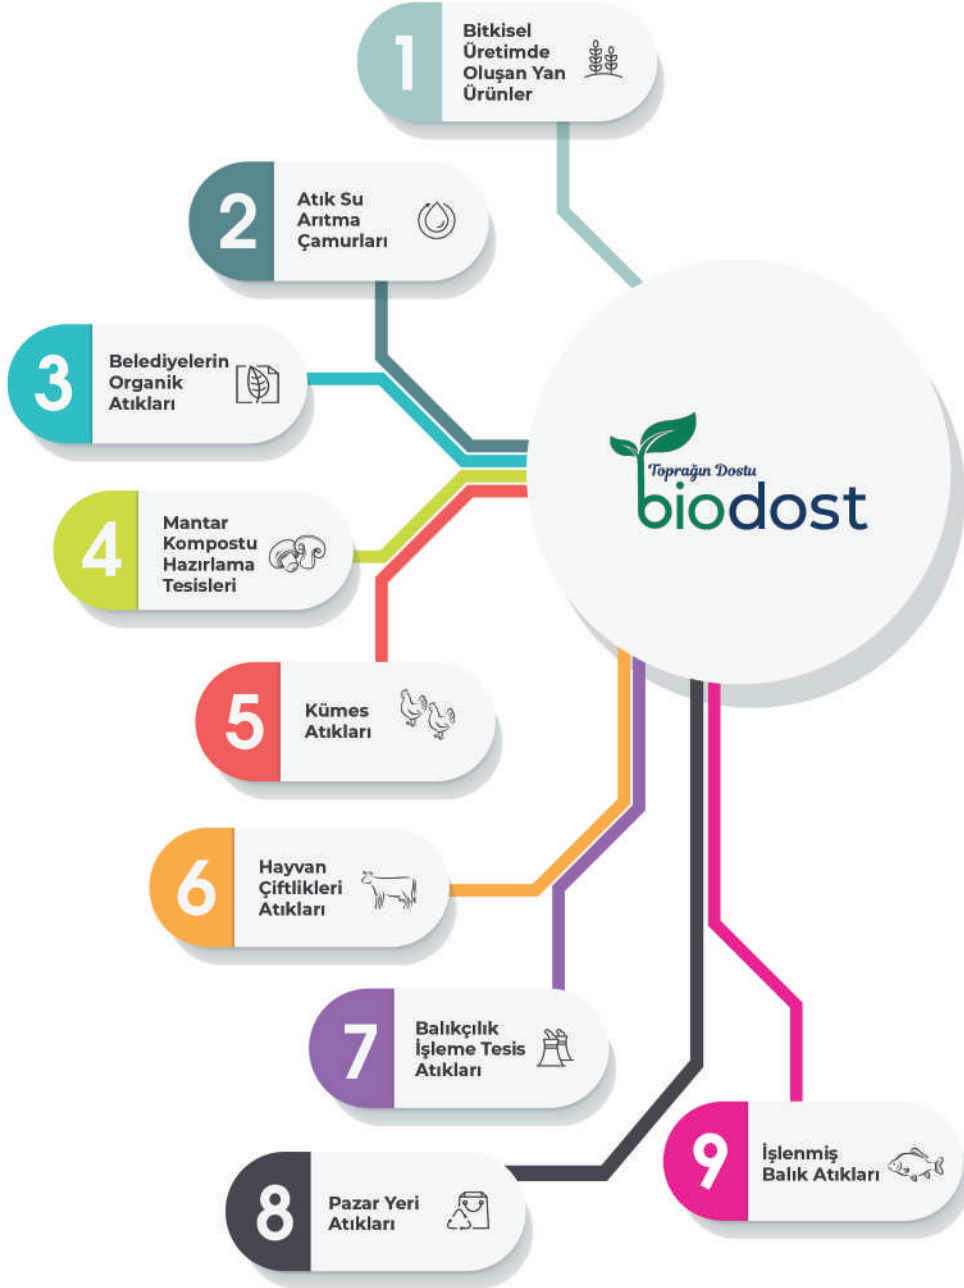 1
Bitkisel
Üretimde
Oluşan Yan
Ürünler
2
Atık Su
Arıtma
Çamurları
3
Belediyelerin
Organik
Atıkları
Toprağın Dostu
biodost
4
Mantar
Kompostu
Hazırlama
Tesisleri
5
Kümes
Atıkları
6
Hayvan
Çiftlikleri
Atıkları
7
Balıkçılık
İşleme Tesis
Atıkları
8
Pazar Yeri
Atıkları
9
İşlenmiş
Balık Atıkları